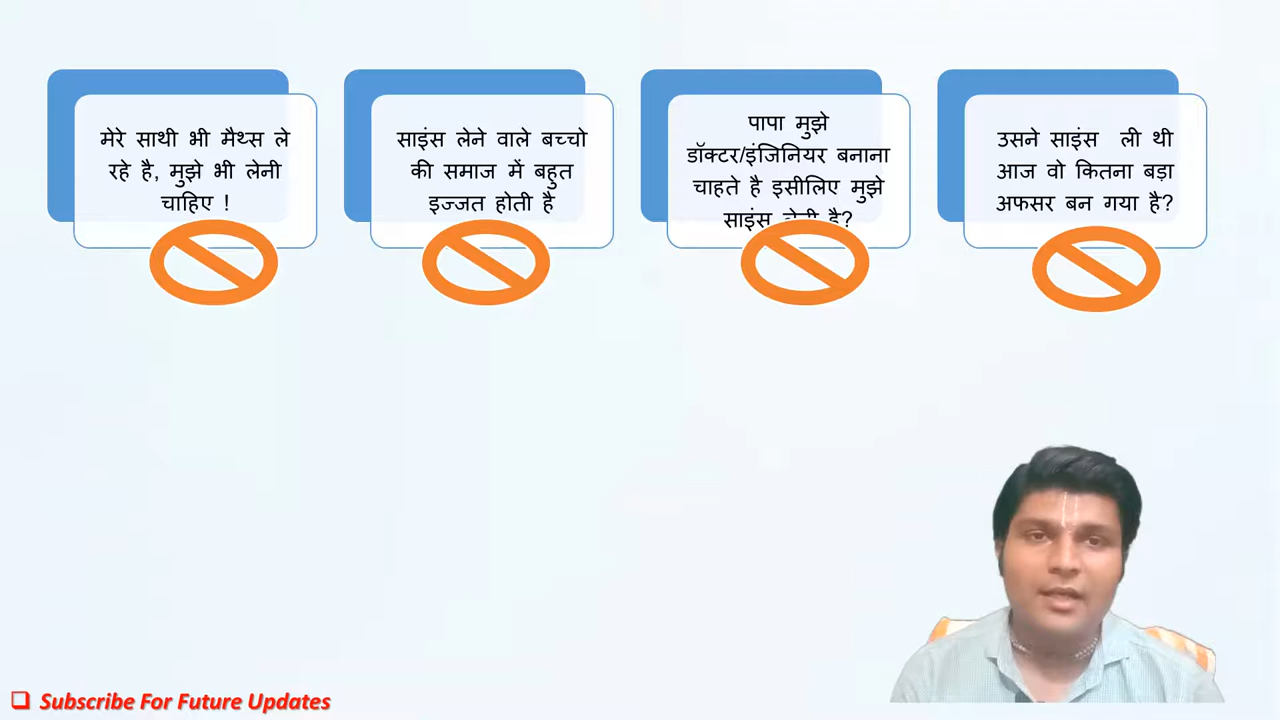 मेरे साथी भी मैथ्स ले
रहे है, मुझे भी लेनी
चाहिए !
साइंस लेने वाले बच्चो
की समाज में बहुत
इज्जत होती है
पापा मुझे
डॉक्टर/इंजिनियर बनाना
चाहते है इसीलिए मुझे
साइंस लेनी है?
उसने साइंस ली थी
आज वो कितना बड़ा
अफसर बन गया है?
Subscribe For Future Updates